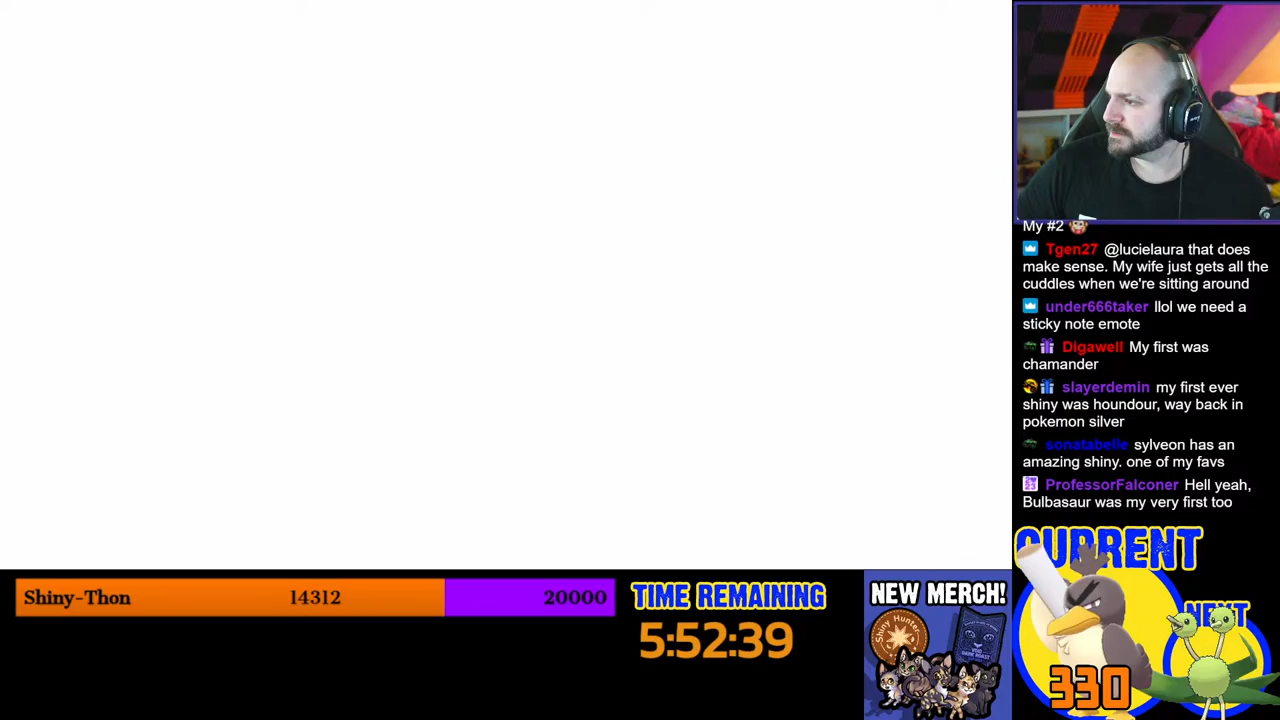 My #2
Tgen27 @lucielaura that does
make sense. My wife just gets all the
cuddles when we're sitting around
under666taker llol we need a
sticky note emote
Digawell My first was
chamander
slayerdemin my first ever
shiny was houndour, way back in
pokemon silver
sonatabelle sylveon has an
amazing shiny. one of my favs
ProfessorFalconer Hell yeah,
Bulbasaur was my very first too
CURRENT
NEXT
330
Shiny-Thon 14312 20000
TIME REMAINING
5:52:39
NEW MERCH!
Shiny Hunter